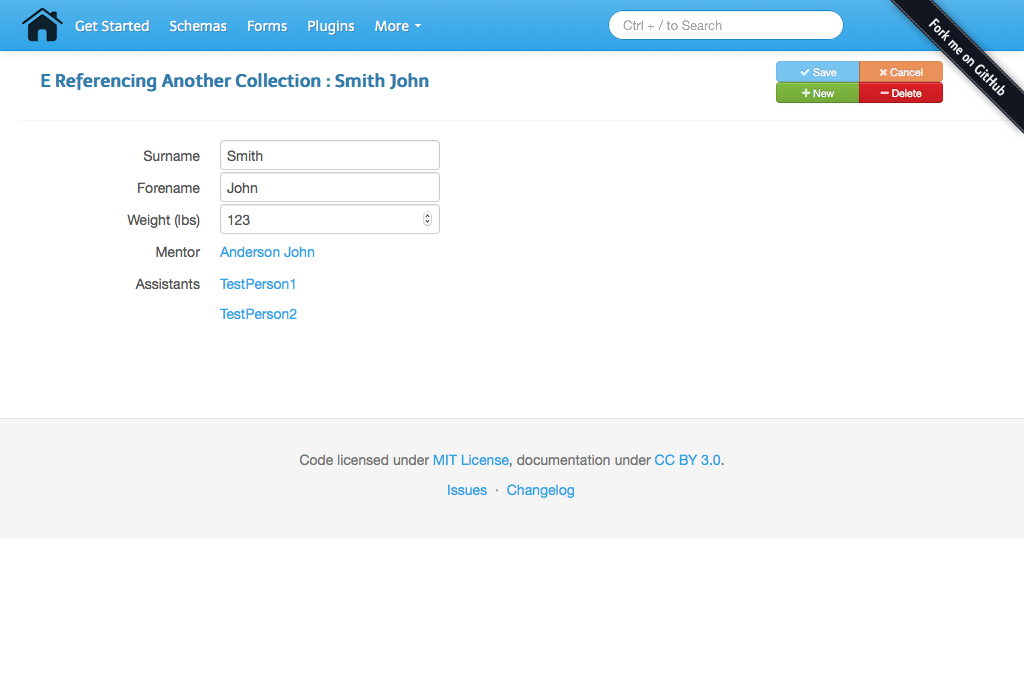 Get Started Schemas Forms Plugins More Ctrl + / to Search
Fork me on GitHub
E Referencing Another Collection : Smith John
Save Cancel
New Delete
Surname Smith
Forename John
Weight (lbs) 123
Mentor Anderson John
Assistants TestPerson1
TestPerson2
Code licensed under MIT License, documentation under CC BY 3.0.
Issues · Changelog